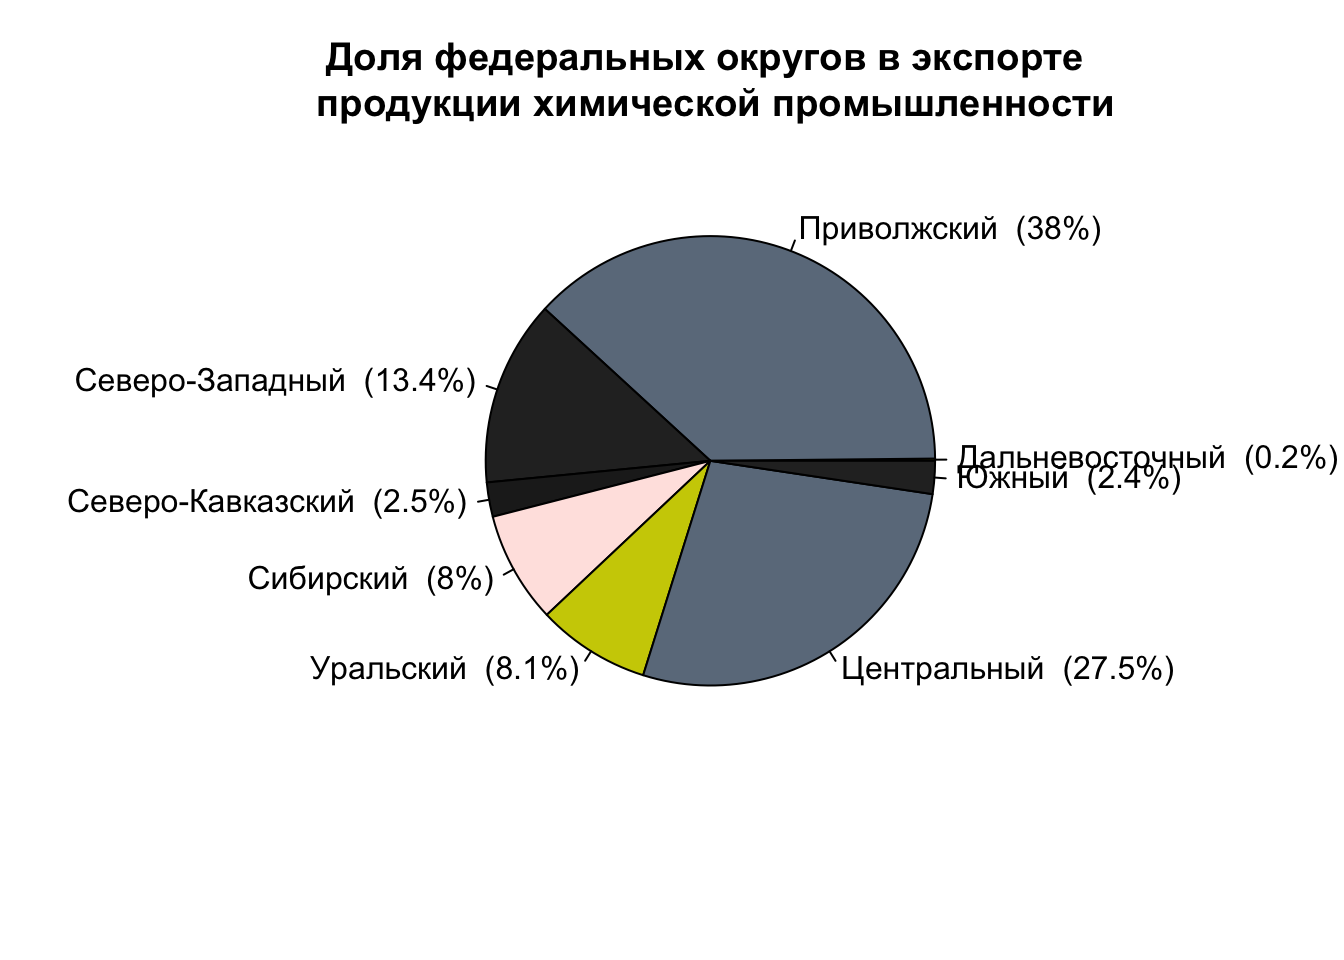 Доля федеральных округов в экспорте
продукции химической промышленности
Приволжский (38%)
Северо-Западный (13.4%)
Дальневосточный (0.2%)
Южный (2.4%)
Северо-Кавказский (2.5%)
Сибирский (8%)
Уральский (8.1%)
Центральный (27.5%)